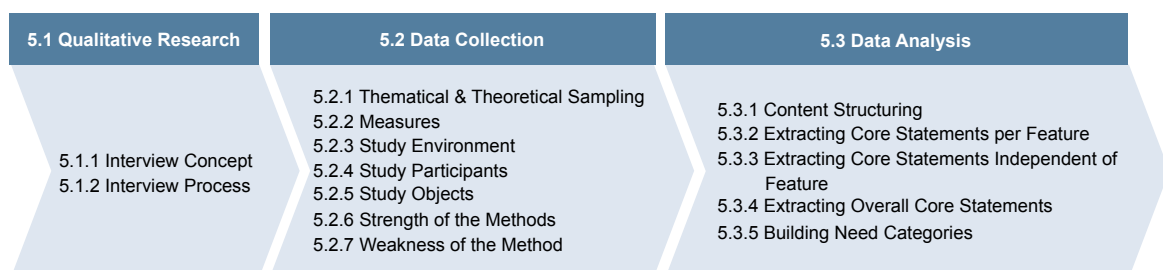 5.1 Qualitative Research
5.1.1 Interview Concept
5.1.2 Interview Process
5.2 Data Collection
5.2.1 Thematical & Theoretical Sampling
5.2.2 Measures
5.2.3 Study Environment
5.2.4 Study Participants
5.2.5 Study Objects
5.2.6 Strength of the Methods
5.2.7 Weakness of the Method
5.3 Data Analysis
5.3.1 Content Structuring
5.3.2 Extracting Core Statements per Feature
5.3.3 Extracting Core Statements Independent of
Feature
5.3.4 Extracting Overall Core Statements
5.3.5 Building Need Categories